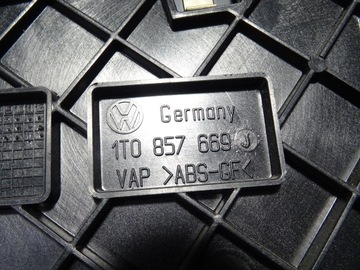 Germany
1T0 857 669 J
VAP >ABS-GF<